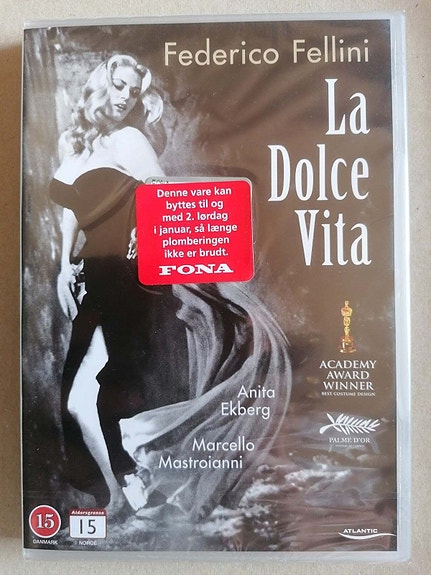 Federico Fellini
La
Dolce
Vita
Denne vare kan
byttes til og
med 2. lørdag
i januar, så længe
plomberingen
ikke er brudt.
FONA
ACADEMY
AWARD
WINNER
BEST COSTUME DESIGN
Anita
Ekberg
PALME D'OR
Marcello
Mastroianni
15
DANMARK
Aldersgrense
15
NORGE
ATLANTIC